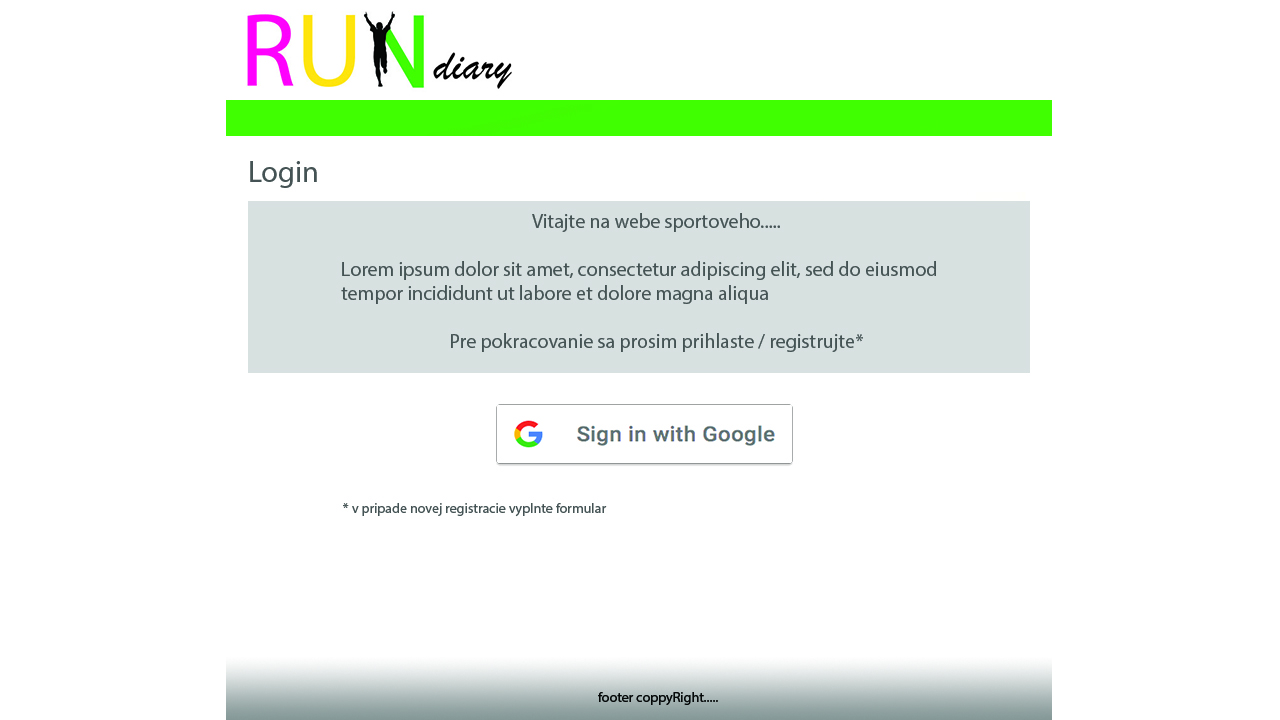 RUN diary
Login
Vitajte na webe sportoveho.....
Lorem ipsum dolor sit amet, consectetur adipiscing elit, sed do eiusmod
tempor incididunt ut labore et dolore magna aliqua
Pre pokracovanie sa prosim prihlaste / registrujte*
Sign in with Google
* v pripade novej registracie vyplnte formular
footer coppyRight.....